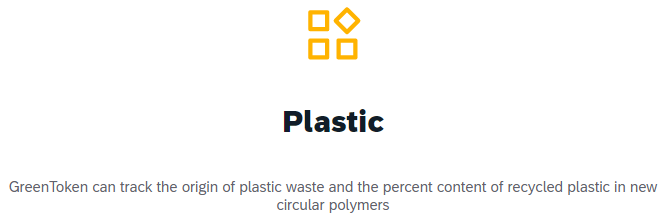 Plastic
GreenToken can track the origin of plastic waste and the percent content of recycled plastic in new
circular polymers